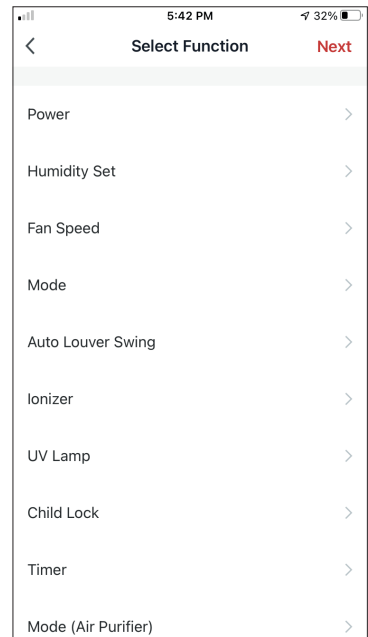 5:42 PM 32%
Select Function Next
Power
Humidity Set
Fan Speed
Mode
Auto Louver Swing
Ionizer
UV Lamp
Child Lock
Timer
Mode (Air Purifier)